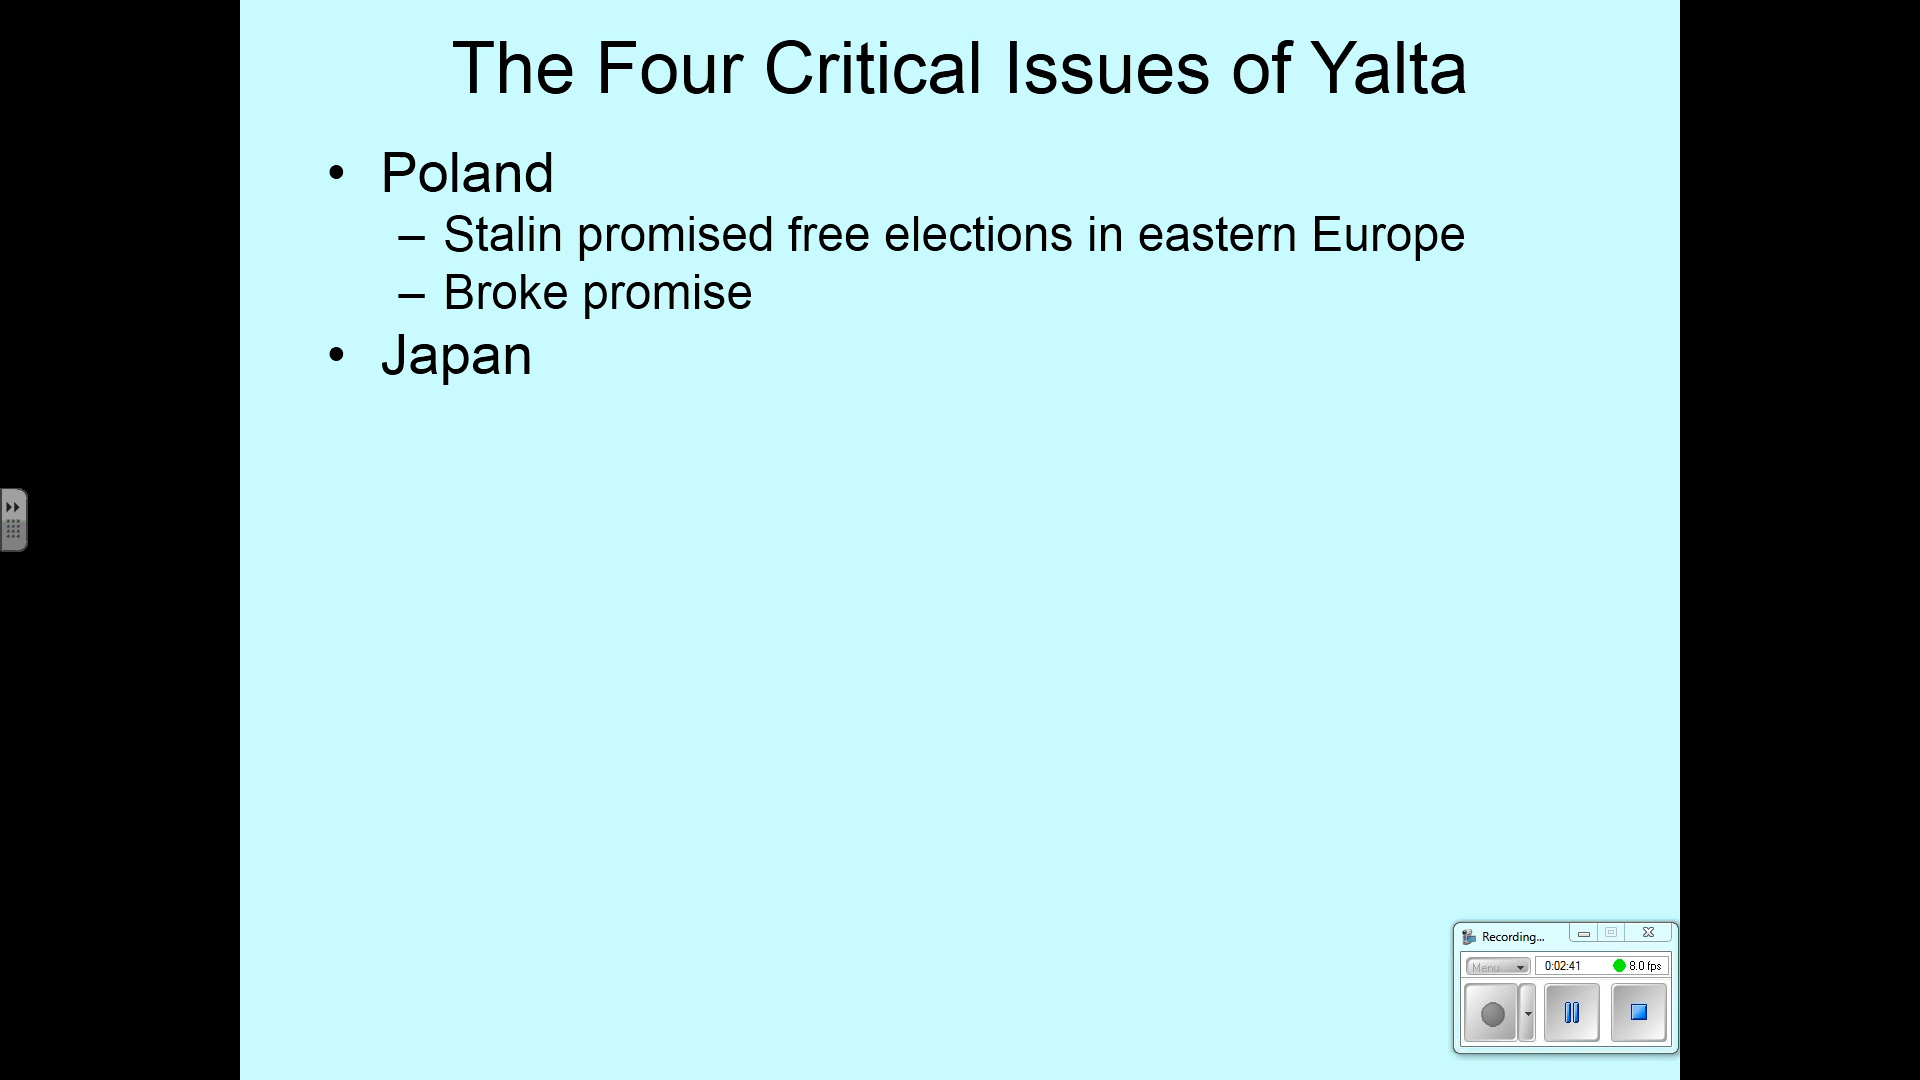 The Four Critical Issues of Yalta
• Poland
– Stalin promised free elections in eastern Europe
– Broke promise
• Japan
Recording...
Menu
0:02:41
8.0 fps